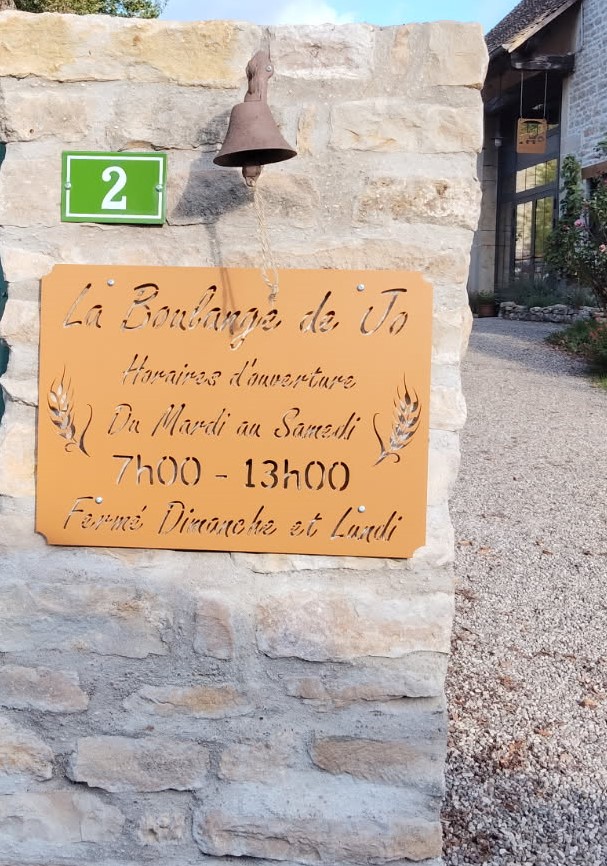 2
La Boulange de Jo
Horaires d'ouverture
Du Mardi au Samedi
7h00 - 13h00
Fermé Dimanche et Lundi